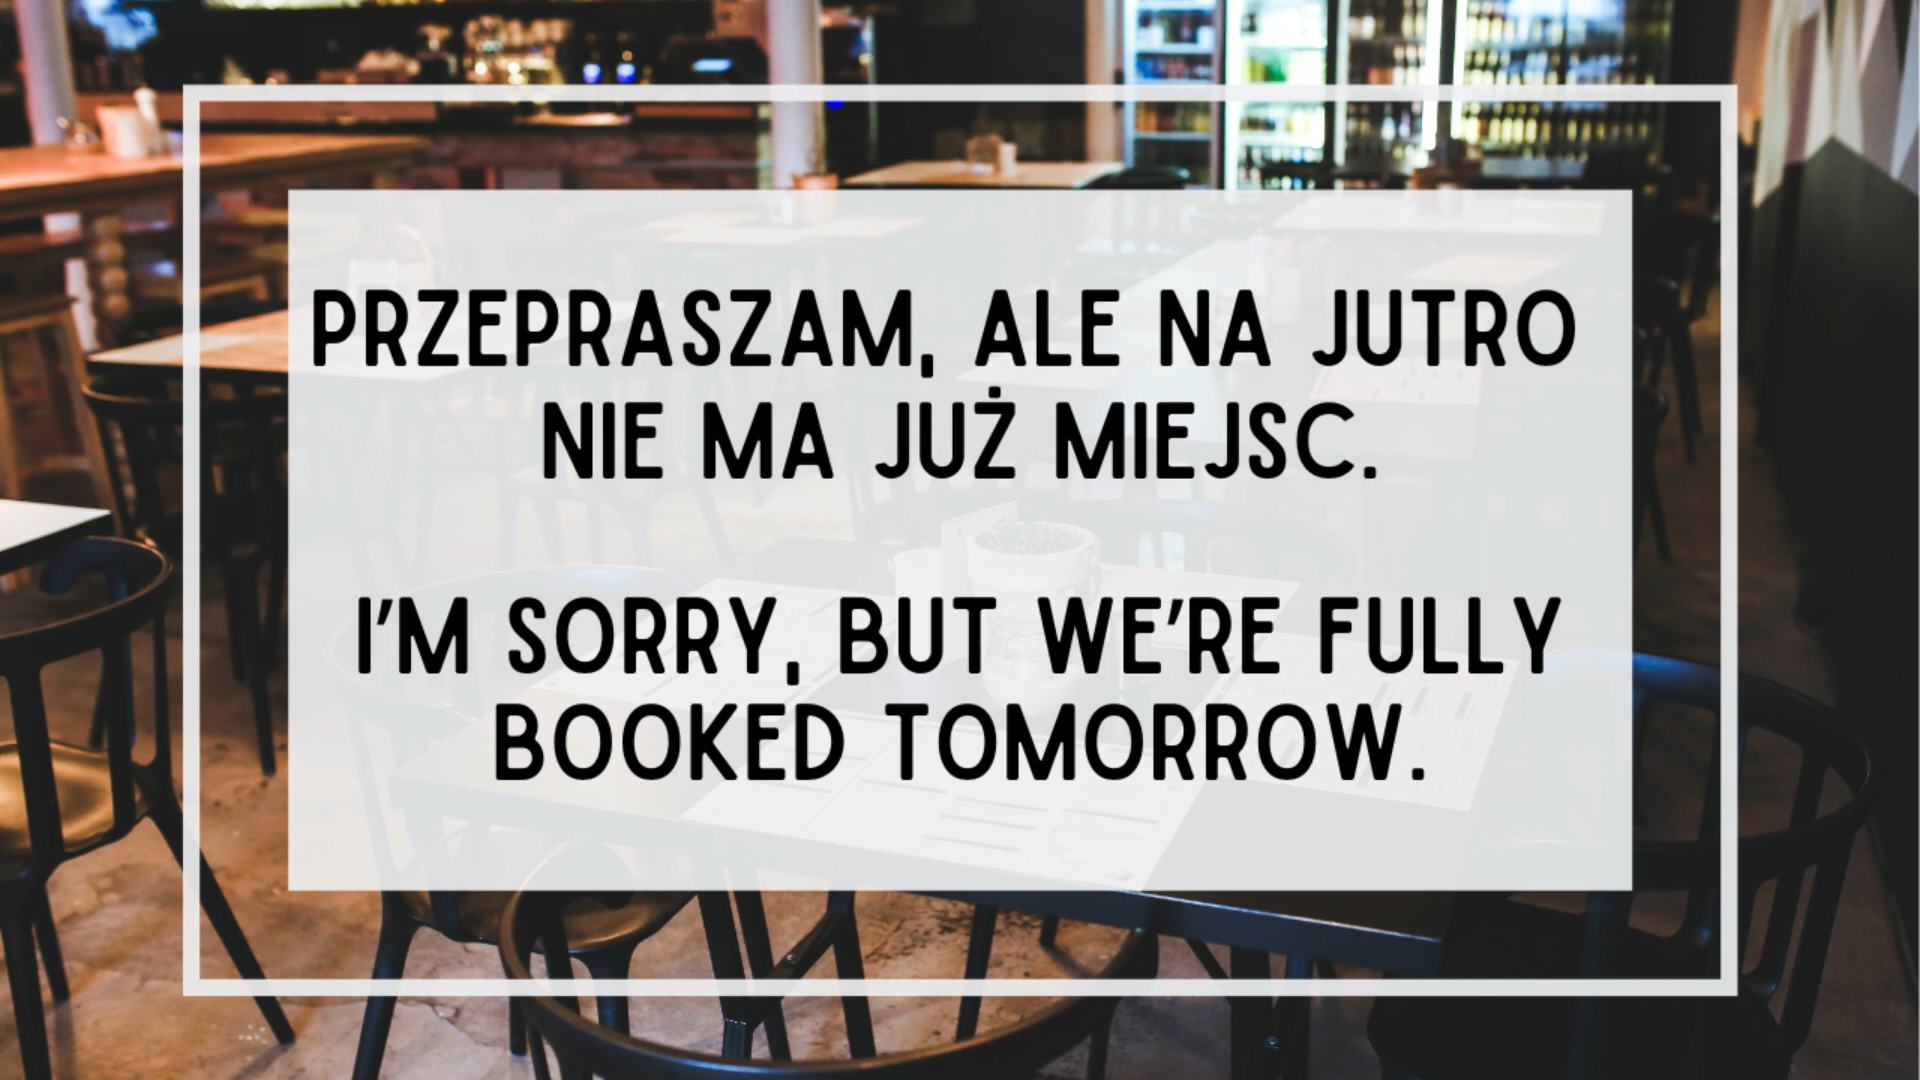 PRZEPRASZAM, ALE NA JUTRO
NIE MA JUŻ MIEJSC.
I'M SORRY, BUT WE'RE FULLY
BOOKED TOMORROW.